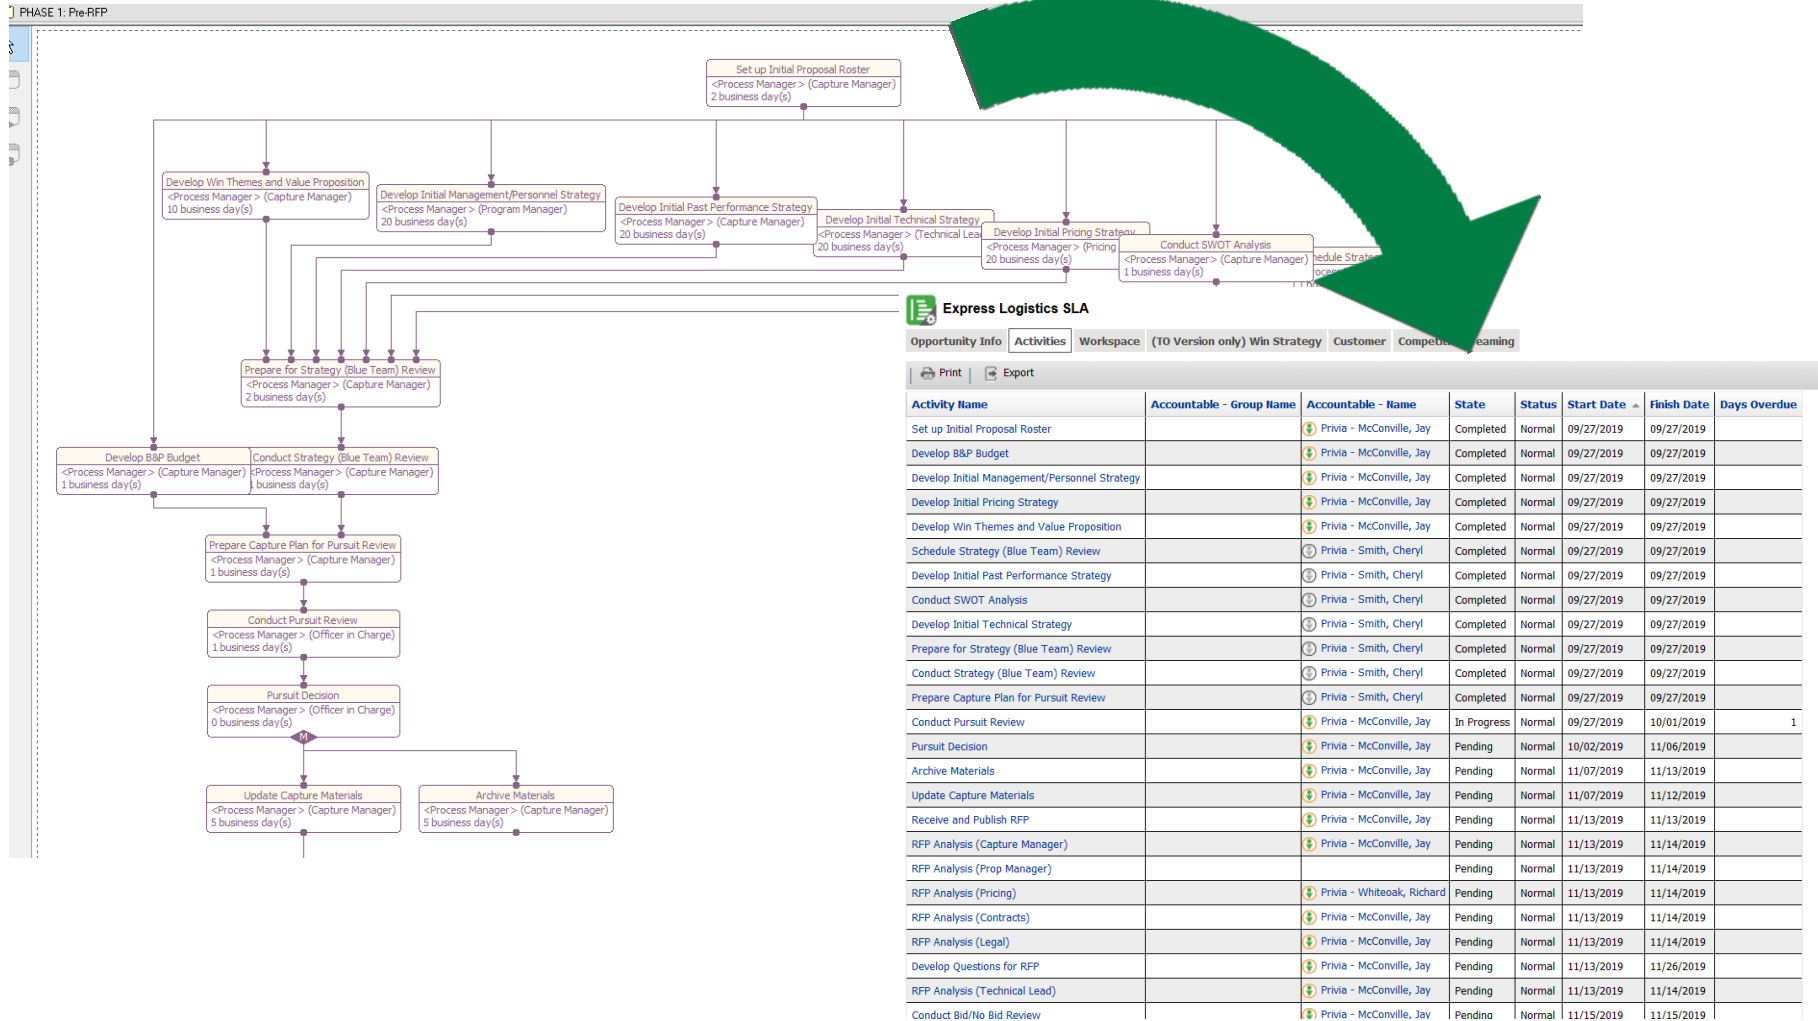 PHASE 1: Pre-RFP
Set up Initial Proposal Roster
<Process Manager> (Capture Manager)
2 business day(s)
Develop Win Themes and Value Proposition
<Process Manager> (Capture Manager)
10 business day(s)
Develop Initial Management/Personnel Strategy
<Process Manager> (Program Manager)
20 business day(s)
Develop Initial Past Performance Strategy
<Process Manager> (Capture Manager)
20 business day(s)
Develop Initial Technical Strategy
<Process Manager> (Technical Lea
20 business day(s)
Develop Initial Pricing Strategy
<Process Manager> (Pricing
20 business day(s)
Conduct SWOT Analysis
<Process Manager> (Capture Manager)
1 business day(s)
hedule Strate
Prepare for Strategy (Blue Team) Review
<Process Manager> (Capture Manager)
2 business day(s)
Develop B&P Budget
<Process Manager> (Capture Manager)
1 business day(s)
Conduct Strategy (Blue Team) Review
<Process Manager> (Capture Manager)
1 business day(s)
Prepare Capture Plan for Pursuit Review
<Process Manager> (Capture Manager)
1 business day(s)
Conduct Pursuit Review
<Process Manager> (Officer in Charge)
1 business day(s)
Pursuit Decision
<Process Manager> (Officer in Charge)
0 business day(s)
M
Update Capture Materials
<Process Manager> (Capture Manager)
5 business day(s)
Archive Materials
<Process Manager> (Capture Manager)
5 business day(s)
Express Logistics SLA
Opportunity Info Activities Workspace (TO Version only) Win Strategy Customer Competi eaming
Print Export
Activity Name Accountable - Group Name Accountable - Name State Status Start Date Finish Date Days Overdue
Set up Initial Proposal Roster Privia - McConville, Jay Completed Normal 09/27/2019 09/27/2019
Develop B&P Budget Privia - McConville, Jay Completed Normal 09/27/2019 09/27/2019
Develop Initial Management/Personnel Strategy Privia - McConville, Jay Completed Normal 09/27/2019 09/27/2019
Develop Initial Pricing Strategy Privia - McConville, Jay Completed Normal 09/27/2019 09/27/2019
Develop Win Themes and Value Proposition Privia - McConville, Jay Completed Normal 09/27/2019 09/27/2019
Schedule Strategy (Blue Team) Review Privia - Smith, Cheryl Completed Normal 09/27/2019 09/27/2019
Develop Initial Past Performance Strategy Privia - Smith, Cheryl Completed Normal 09/27/2019 09/27/2019
Conduct SWOT Analysis Privia - Smith, Cheryl Completed Normal 09/27/2019 09/27/2019
Develop Initial Technical Strategy Privia - Smith, Cheryl Completed Normal 09/27/2019 09/27/2019
Prepare for Strategy (Blue Team) Review Privia - Smith, Cheryl Completed Normal 09/27/2019 09/27/2019
Conduct Strategy (Blue Team) Review Privia - Smith, Cheryl Completed Normal 09/27/2019 09/27/2019
Prepare Capture Plan for Pursuit Review Privia - Smith, Cheryl Completed Normal 09/27/2019 09/27/2019
Conduct Pursuit Review Privia - McConville, Jay In Progress Normal 09/27/2019 10/01/2019 1
Pursuit Decision Privia - McConville, Jay Pending Normal 10/02/2019 11/06/2019
Archive Materials Privia - McConville, Jay Pending Normal 11/07/2019 11/13/2019
Update Capture Materials Privia - McConville, Jay Pending Normal 11/07/2019 11/12/2019
Receive and Publish RFP Privia - McConville, Jay Pending Normal 11/13/2019 11/13/2019
RFP Analysis (Capture Manager) Privia - McConville, Jay Pending Normal 11/13/2019 11/14/2019
RFP Analysis (Prop Manager) Pending Normal 11/13/2019 11/14/2019
RFP Analysis (Pricing) Privia - Whiteoak, Richard Pending Normal 11/13/2019 11/14/2019
RFP Analysis (Contracts) Privia - McConville, Jay Pending Normal 11/13/2019 11/14/2019
RFP Analysis (Legal) Privia - McConville, Jay Pending Normal 11/13/2019 11/14/2019
Develop Questions for RFP Privia - McConville, Jay Pending Normal 11/13/2019 11/26/2019
RFP Analysis (Technical Lead) Privia - McConville, Jay Pending Normal 11/13/2019 11/14/2019
Conduct Bid/No Bid Review Privia - McConville, Jay Pending Normal 11/15/2019 11/15/2019